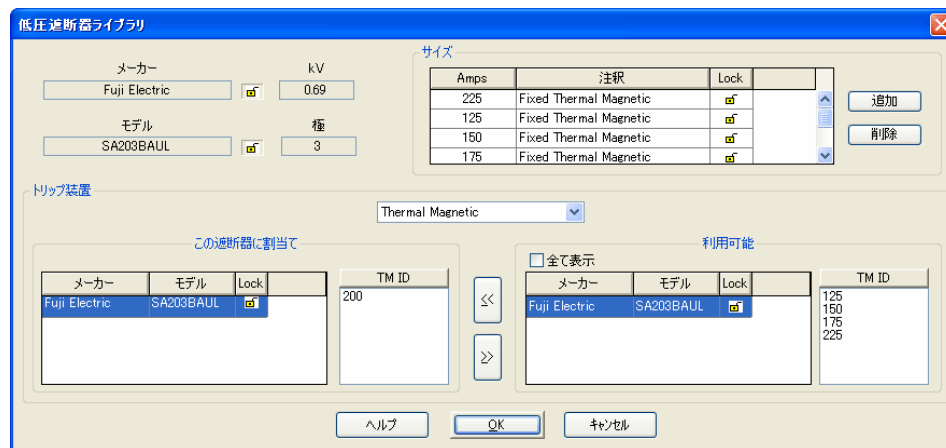 低圧遮断器ライブラリ
メーカー
kV
Fuji Electric
0.69
モデル
極
SA203BAUL
3
サイズ
Amps 注釈 Lock
225 Fixed Thermal Magnetic
125 Fixed Thermal Magnetic
150 Fixed Thermal Magnetic
175 Fixed Thermal Magnetic
追加
削除
トリップ装置
Thermal Magnetic
この遮断器に割当て
メーカー モデル Lock
Fuji Electric SA203BAUL
TM ID
200
<<
>>
利用可能
全て表示
メーカー モデル Lock
Fuji Electric SA203BAUL
TM ID
125
150
175
225
ヘルプ
OK
キャンセル